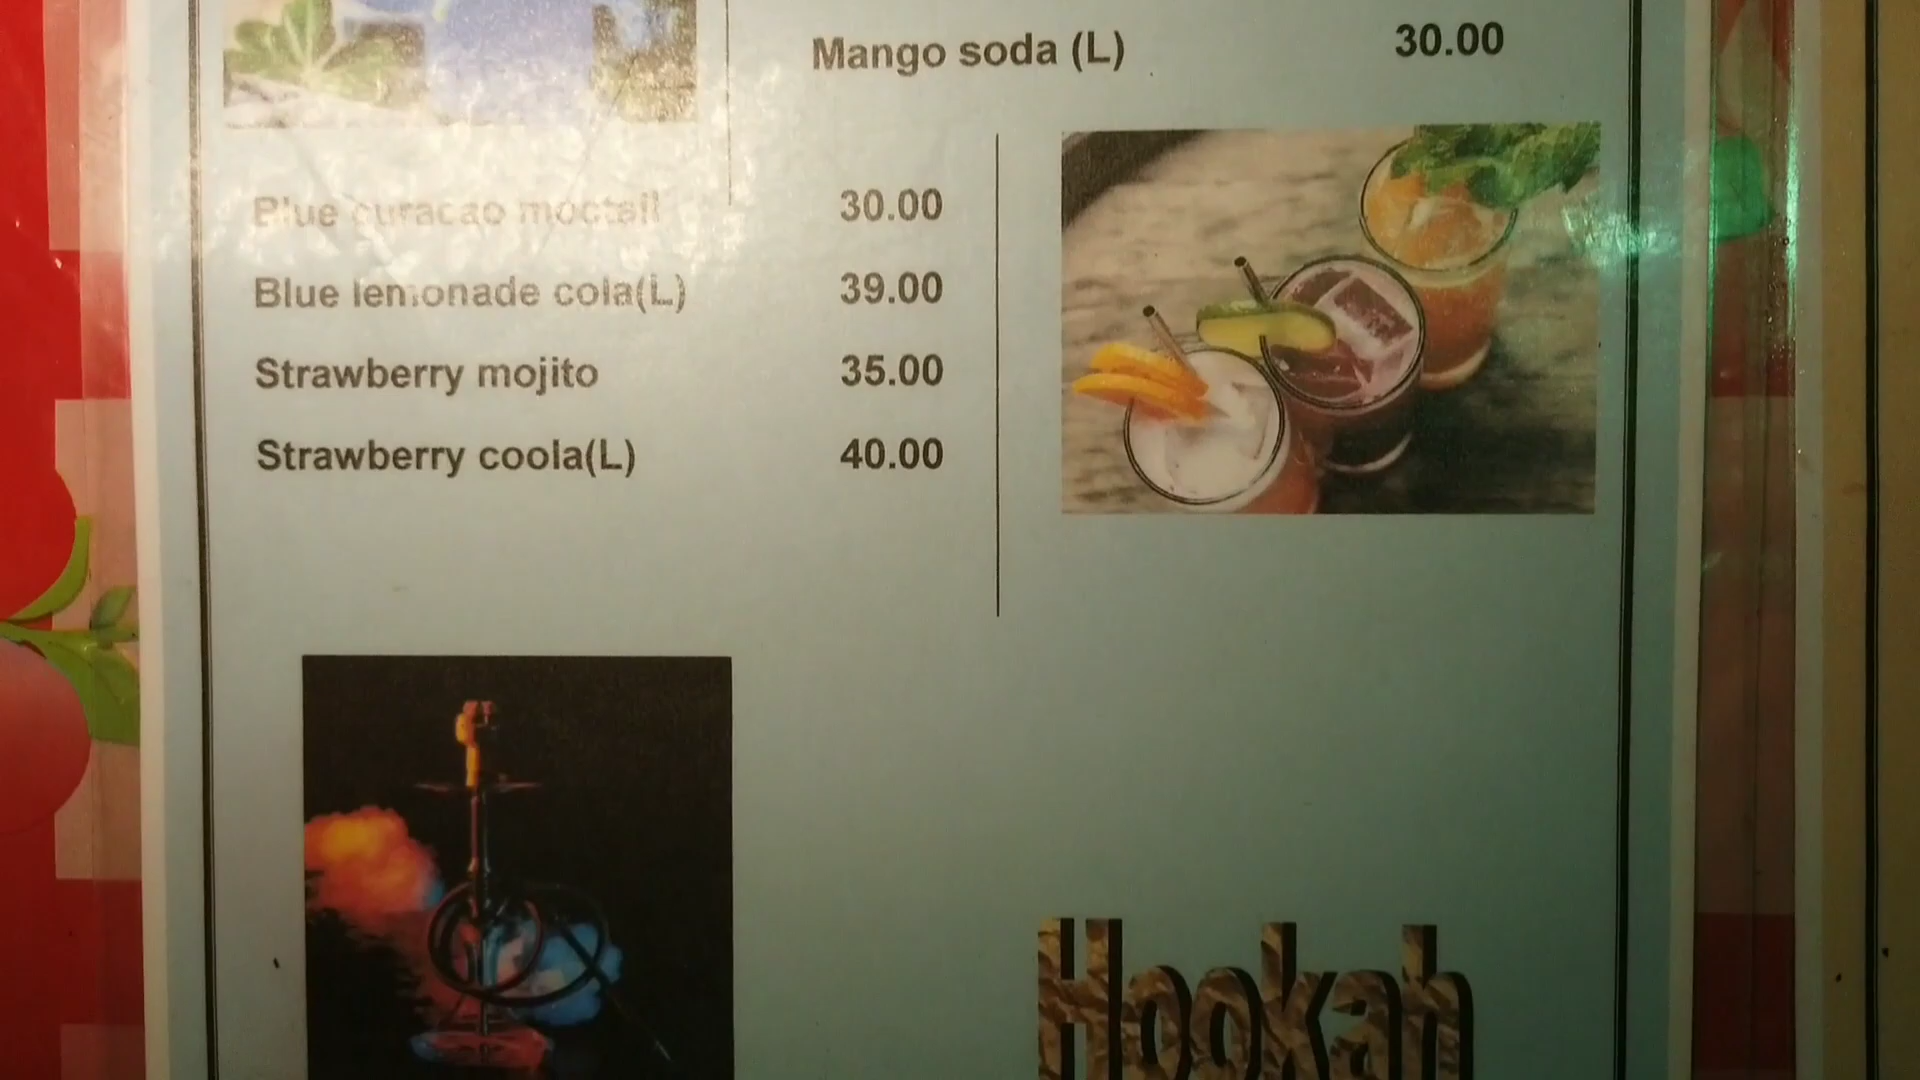 Mango soda (L) 30.00
Blue curacao moctail 30.00
Blue lemonade cola(L) 39.00
Strawberry mojito 35.00
Strawberry coola(L) 40.00
Hookah